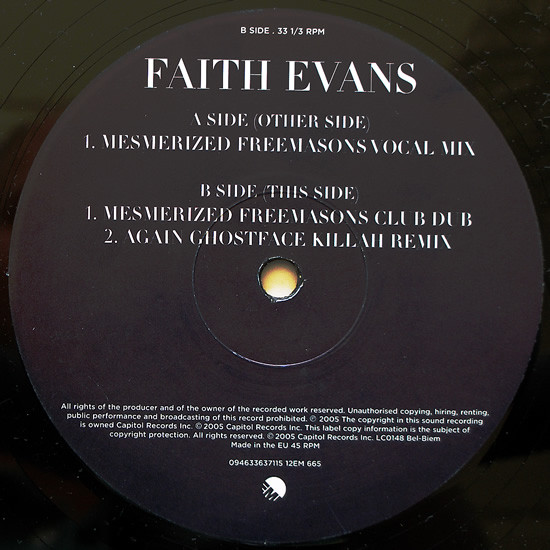 B SIDE . 33 1/3 RPM
FAITH EVANS
A SIDE (OTHER SIDE)
1. MESMERIZED FREEMASONS VOCAL MIX
B SIDE (THIS SIDE)
1. MESMERIZED FREEMASONS CLUB DUB
2. AGAIN GHOSTFACE KILLAH REMIX
All rights of the producer and of the owner of the recorded work reserved. Unauthorised copying, hiring, renting,
public performance and broadcasting of this record prohibited. ℗ 2005 The copyright in this sound recording
is owned Capitol Records Inc. © 2005 Capitol Records Inc. This label copy information is the subject of
copyright protection. All rights reserved. © 2005 Capitol Records Inc. LC0148 Bel-Biem
Made in the EU 45 RPM
094633637115 12EM 665
EMI